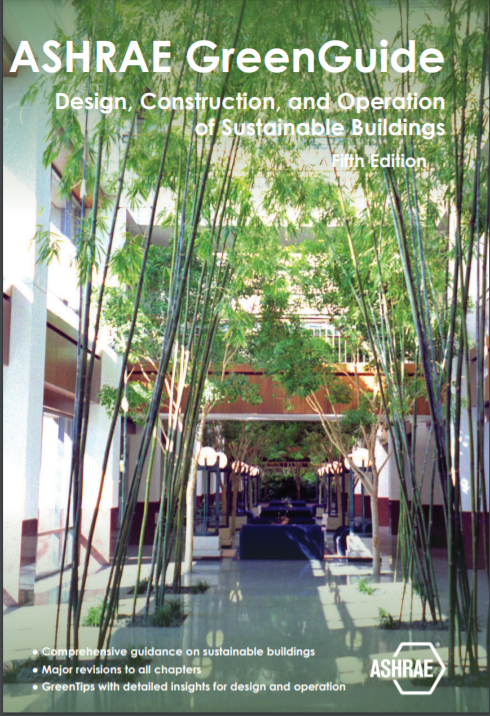 ASHRAE GreenGuide
Design, Construction, and Operation
of Sustainable Buildings
Fifth Edition
• Comprehensive guidance on sustainable buildings
• Major revisions to all chapters
• GreenTips with detailed insights for design and operation
ASHRAE